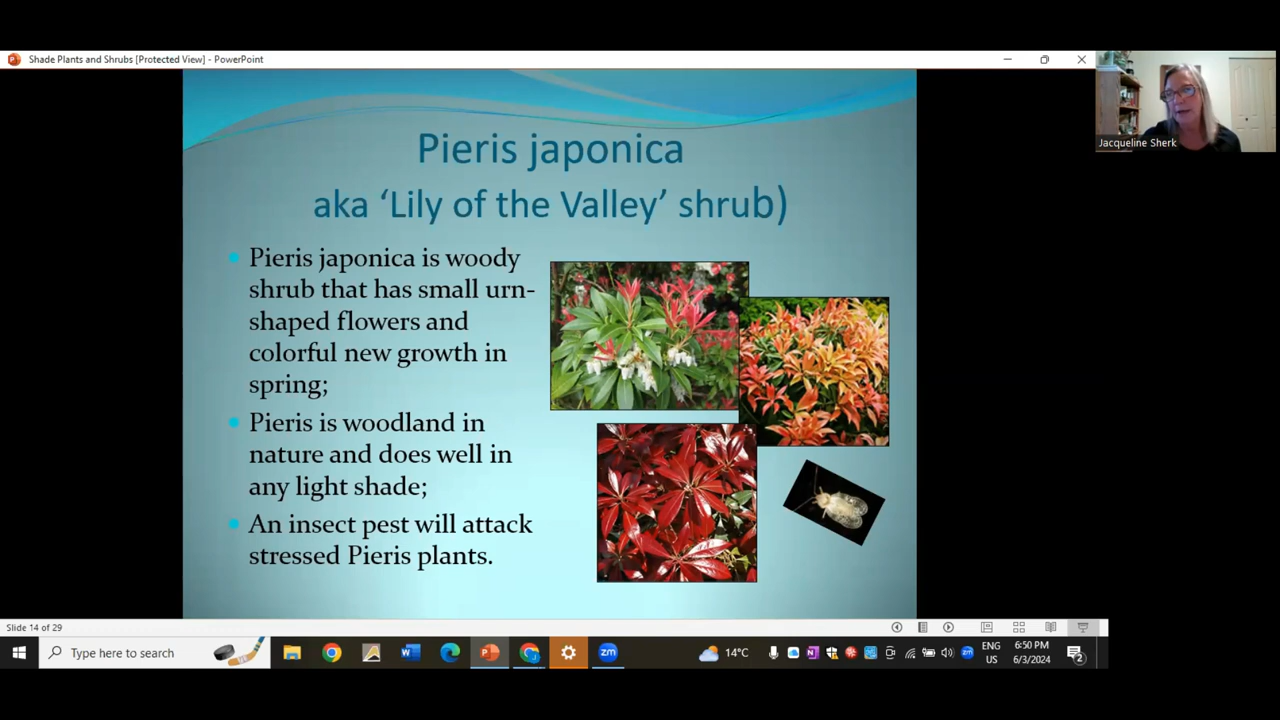 Shade Plants and Shrubs [Protected View] - PowerPoint
Jacqueline Sherk
Pieris japonica
aka ‘Lily of the Valley’ shrub)
Pieris japonica is woody
shrub that has small urn-
shaped flowers and
colorful new growth in
spring;
Pieris is woodland in
nature and does well in
any light shade;
An insect pest will attack
stressed Pieris plants.
Slide 14 of 29
Type here to search
14°C
ENG
US
6:50 PM
6/3/2024
2
zm